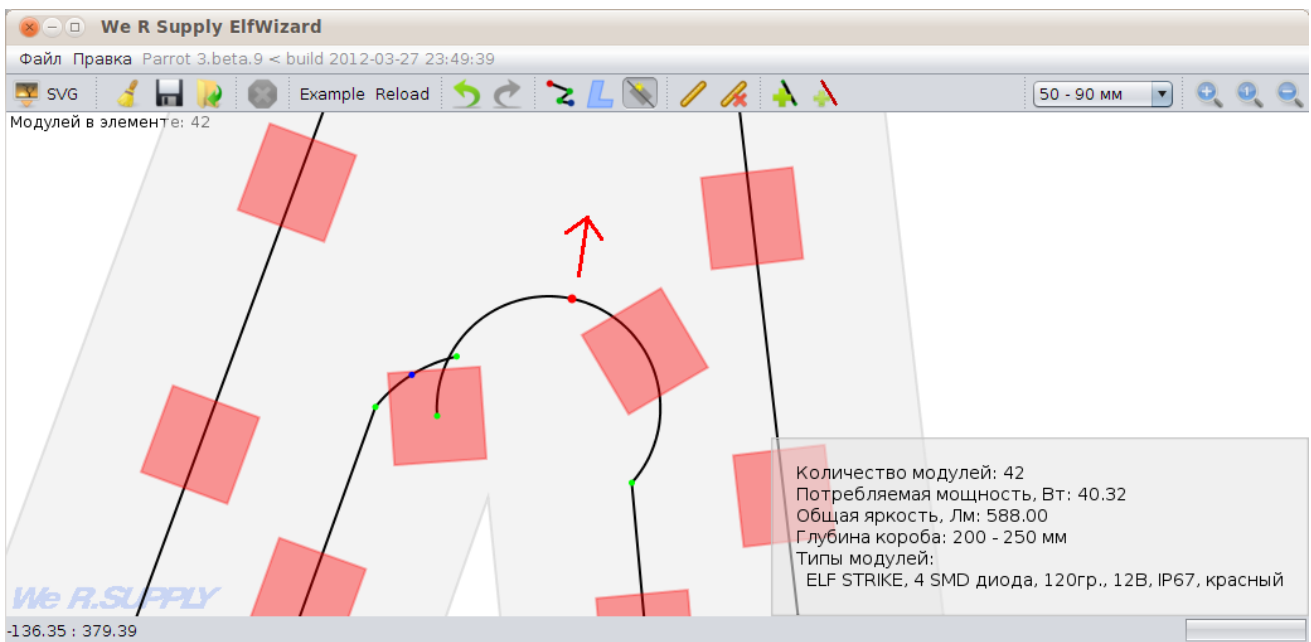 We R Supply ElfWizard
Файл Правка Parrot 3.beta.9 < build 2012-03-27 23:49:39
SVG Example Reload 50 - 90 мм
Модулей в элементе: 42
Количество модулей: 42
Потребляемая мощность, Вт: 40.32
Общая яркость, Лм: 588.00
Глубина короба: 200 - 250 мм
Типы модулей:
ELF STRIKE, 4 SMD диода, 120гр., 12В, IP67, красный
We R.SUPPLY
-136.35 : 379.39